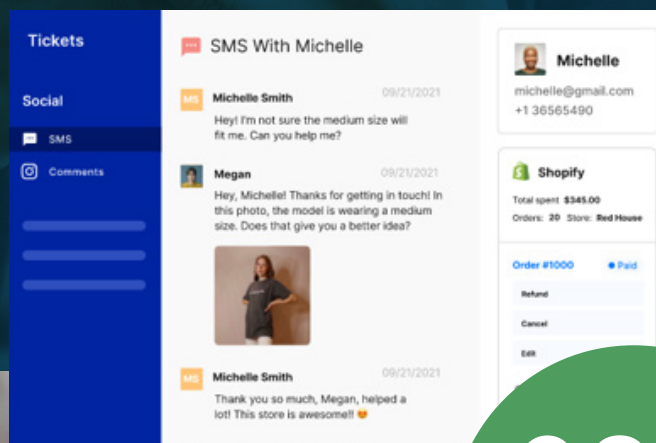 Tickets
Social
SMS
Comments
SMS With Michelle
MS
Michelle Smith
09/21/2021
Hey! I'm not sure the medium size will
fit me. Can you help me?
Megan
09/21/2021
Hey, Michelle! Thanks for getting in touch! In
this photo, the model is wearing a medium
size. Does that give you a better idea?
MS
Michelle Smith
09/21/2021
Thank you so much, Megan, helped a
lot! This store is awesome!! 😍
Michelle
michelle@gmail.com
+1 36565490
Shopify
Total spent $345.00
Orders: 20 Store: Red House
Order #1000
Paid
Refund
Cancel
Edit